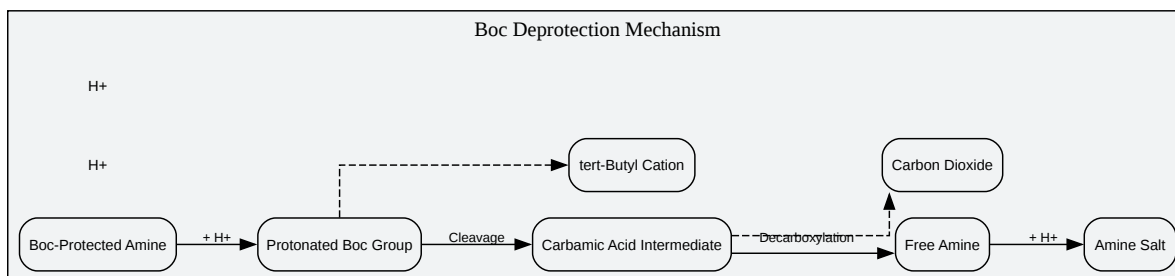 Boc Deprotection Mechanism
H+
H+
tert-Butyl Cation
Carbon Dioxide
Boc-Protected Amine
+ H+
Protonated Boc Group
Cleavage
Carbamic Acid Intermediate
Decarboxylation
Free Amine
+ H+
Amine Salt